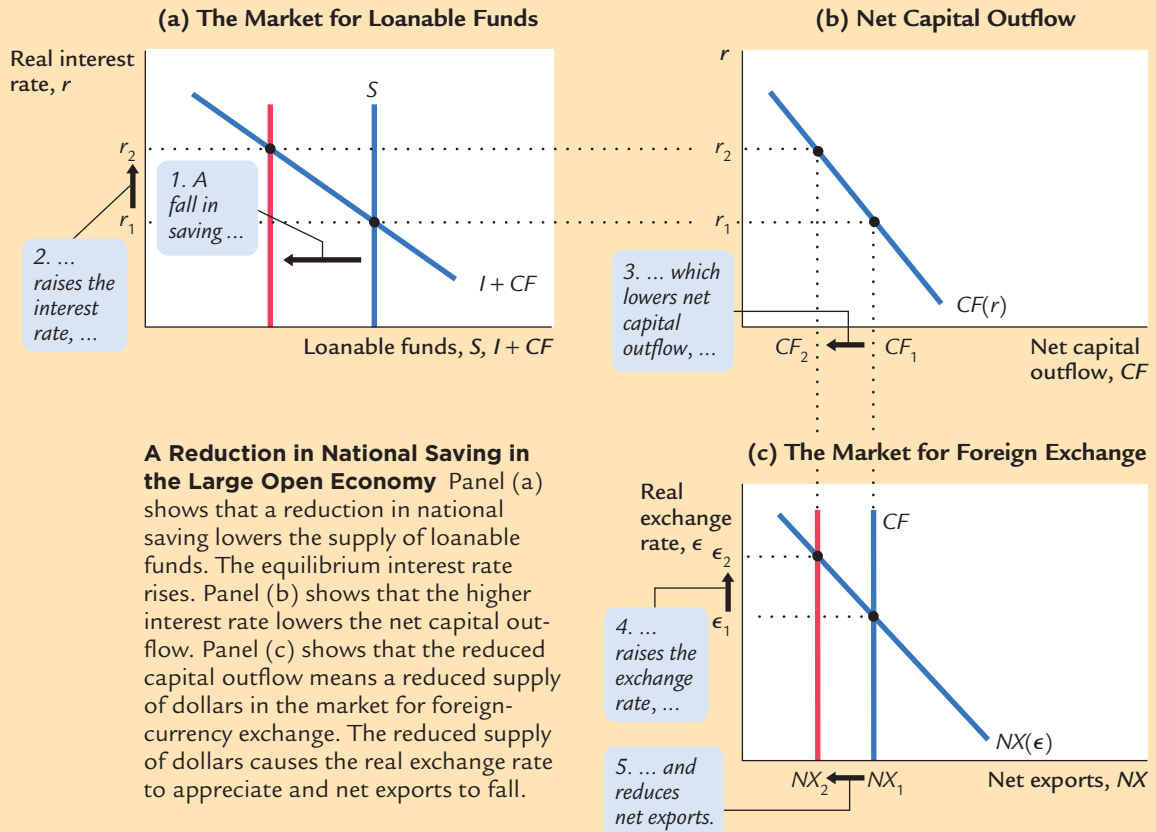 (a) The Market for Loanable Funds
Real interest
rate, r
S
r₂
r₁
1. A
fall in
saving ...
2. ...
raises the
interest
rate, ...
I + CF
Loanable funds, S, I + CF
(b) Net Capital Outflow
r
r₂
r₁
3. ... which
lowers net
capital
outflow, ...
CF(r)
CF₂
CF₁
Net capital
outflow, CF
A Reduction in National Saving in
the Large Open Economy Panel (a)
shows that a reduction in national
saving lowers the supply of loanable
funds. The equilibrium interest rate
rises. Panel (b) shows that the higher
interest rate lowers the net capital out-
flow. Panel (c) shows that the reduced
capital outflow means a reduced supply
of dollars in the market for foreign-
currency exchange. The reduced supply
of dollars causes the real exchange rate
to appreciate and net exports to fall.
(c) The Market for Foreign Exchange
Real
exchange
rate, ϵ
CF
ϵ₂
ϵ₁
4. ...
raises the
exchange
rate, ...
NX(ϵ)
5. ... and
reduces
net exports.
NX₂
NX₁
Net exports, NX